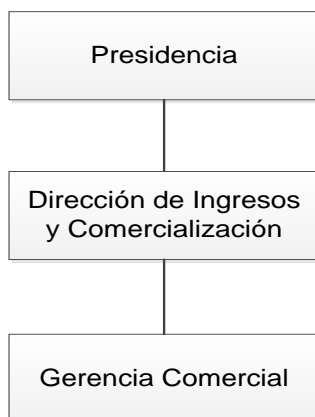 Presidencia
Dirección de Ingresos
y Comercialización
Gerencia Comercial